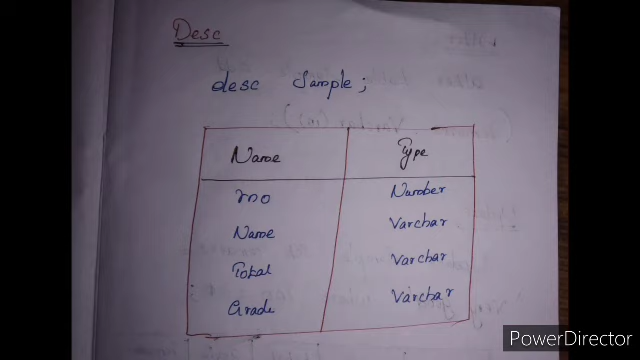 Desc
desc Sample;
Name Type
rno Number
Name Varchar
Total Varchar
Grade Varchar
PowerDirector